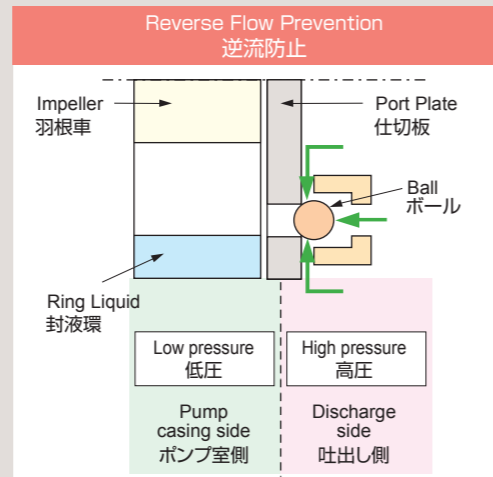 Reverse Flow Prevention
逆流防止
Impeller
羽根車
Port Plate
仕切板
Ball
ボール
Ring Liquid
封液環
Low pressure
低圧
High pressure
高圧
Pump
casing side
ポンプ室側
Discharge
side
吐出し側